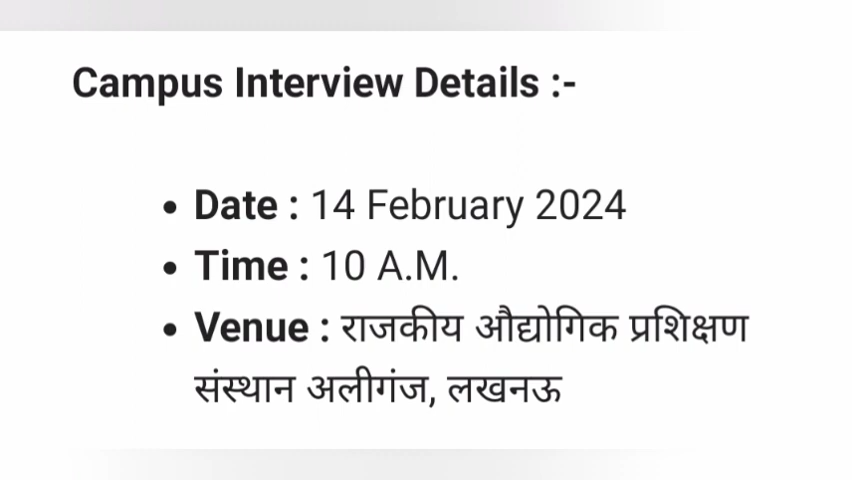 Campus Interview Details :-
• Date : 14 February 2024
• Time : 10 A.M.
• Venue : राजकीय औद्योगिक प्रशिक्षण
संस्थान अलीगंज, लखनऊ